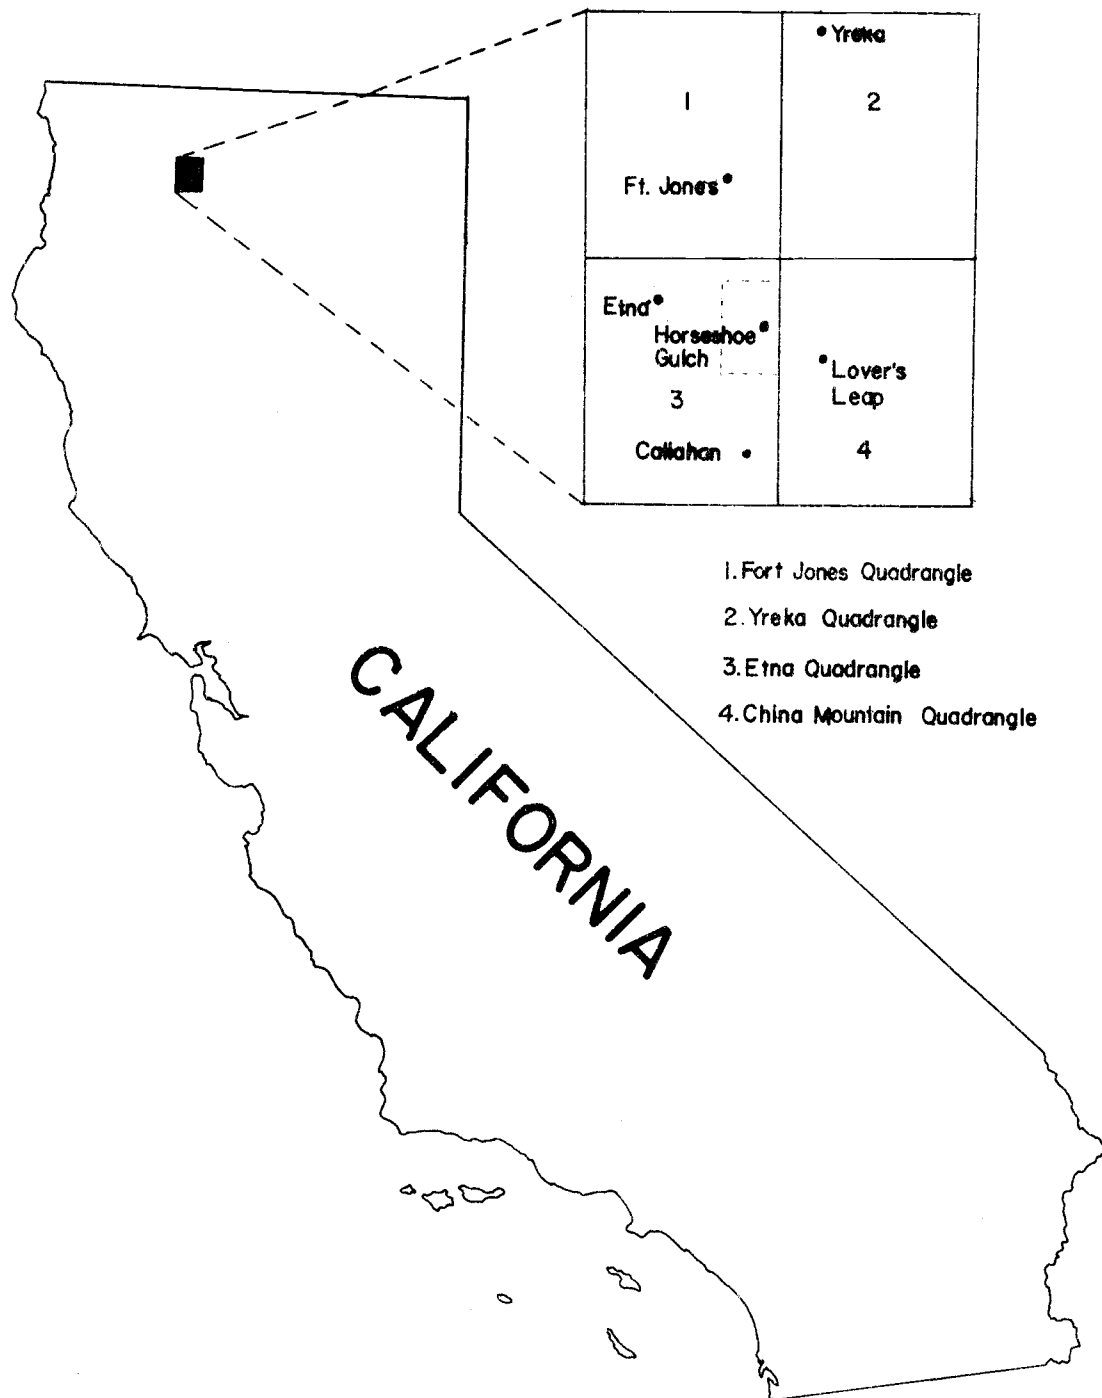 Yreka
1
2
Ft. Jones
Etna
Horseshoe
Gulch
Lover's
Leap
3
Callahan
4
1. Fort Jones Quadrangle
2. Yreka Quadrangle
3. Etna Quadrangle
4. China Mountain Quadrangle
CALIFORNIA